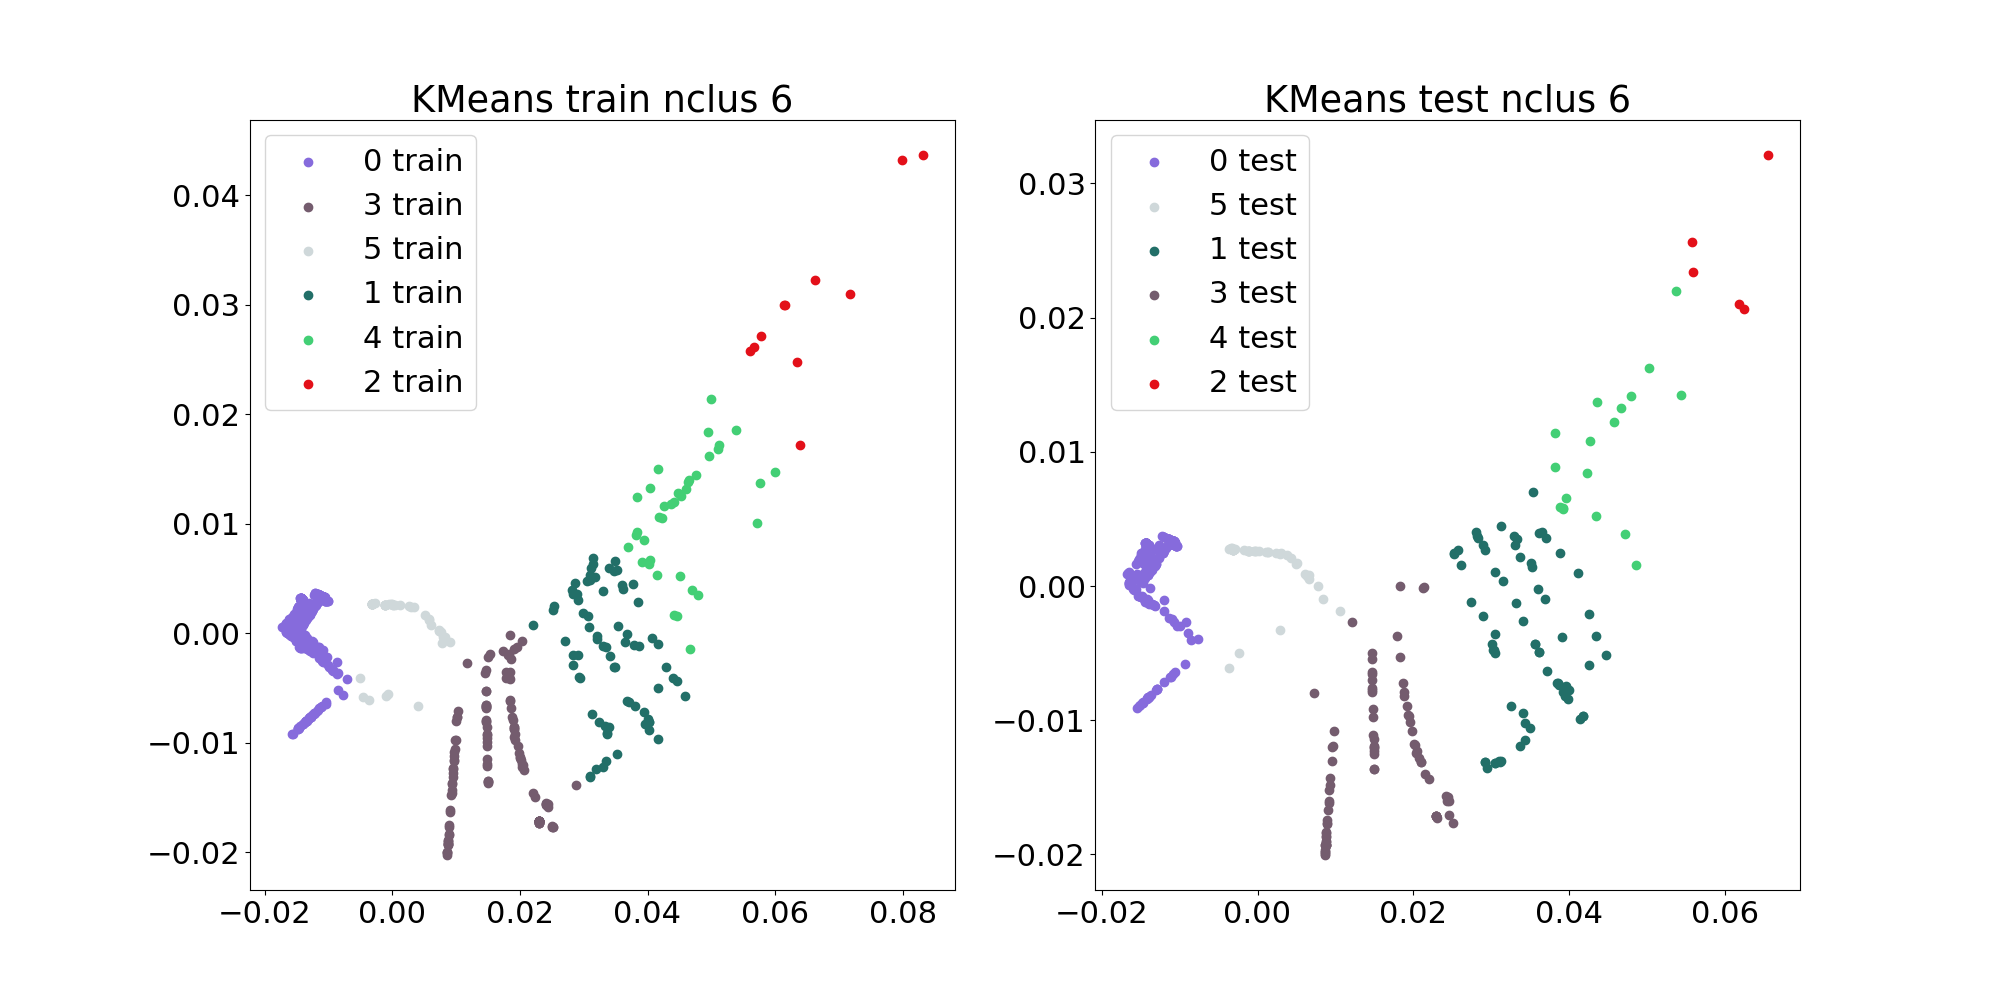 KMeans train nclus 6
0 train
3 train
5 train
1 train
4 train
2 train
0.04
0.03
0.02
0.01
0.00
−0.01
−0.02
−0.02 0.00 0.02 0.04 0.06 0.08
KMeans test nclus 6
0 test
5 test
1 test
3 test
4 test
2 test
0.03
0.02
0.01
0.00
−0.01
−0.02
−0.02 0.00 0.02 0.04 0.06